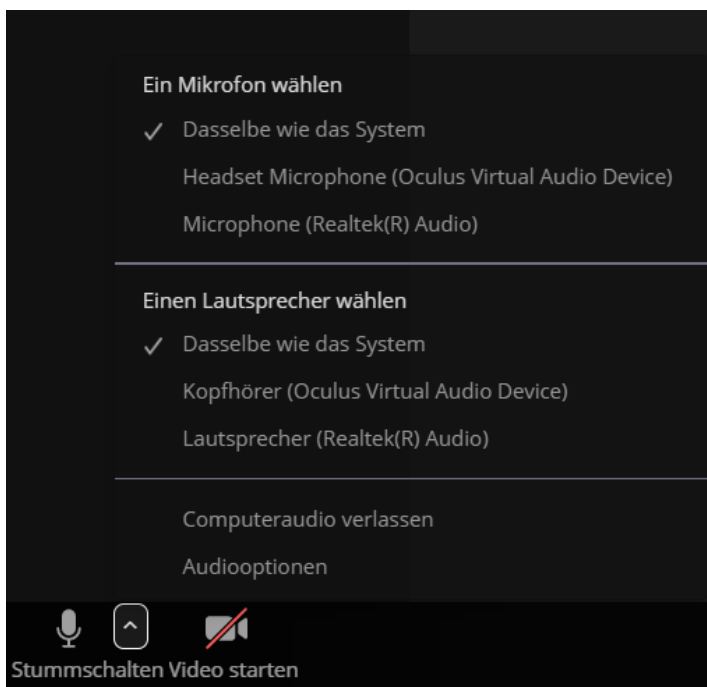 Ein Mikrofon wählen
Dasselbe wie das System
Headset Microphone (Oculus Virtual Audio Device)
Microphone (Realtek(R) Audio)
Einen Lautsprecher wählen
Dasselbe wie das System
Kopfhörer (Oculus Virtual Audio Device)
Lautsprecher (Realtek(R) Audio)
Computeraudio verlassen
Audiooptionen
Stummschalten Video starten